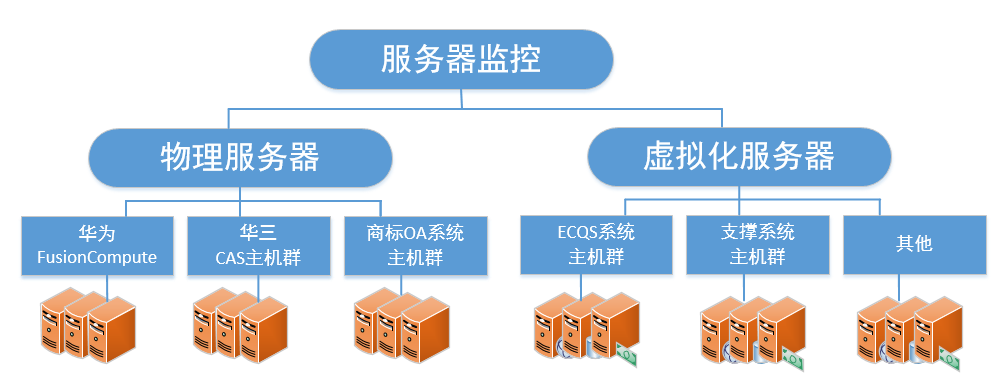 服务器监控
物理服务器
虚拟化服务器
华为
FusionCompute
华三
CAS主机群
商标OA系统
主机群
ECQS系统
主机群
支撑系统
主机群
其他